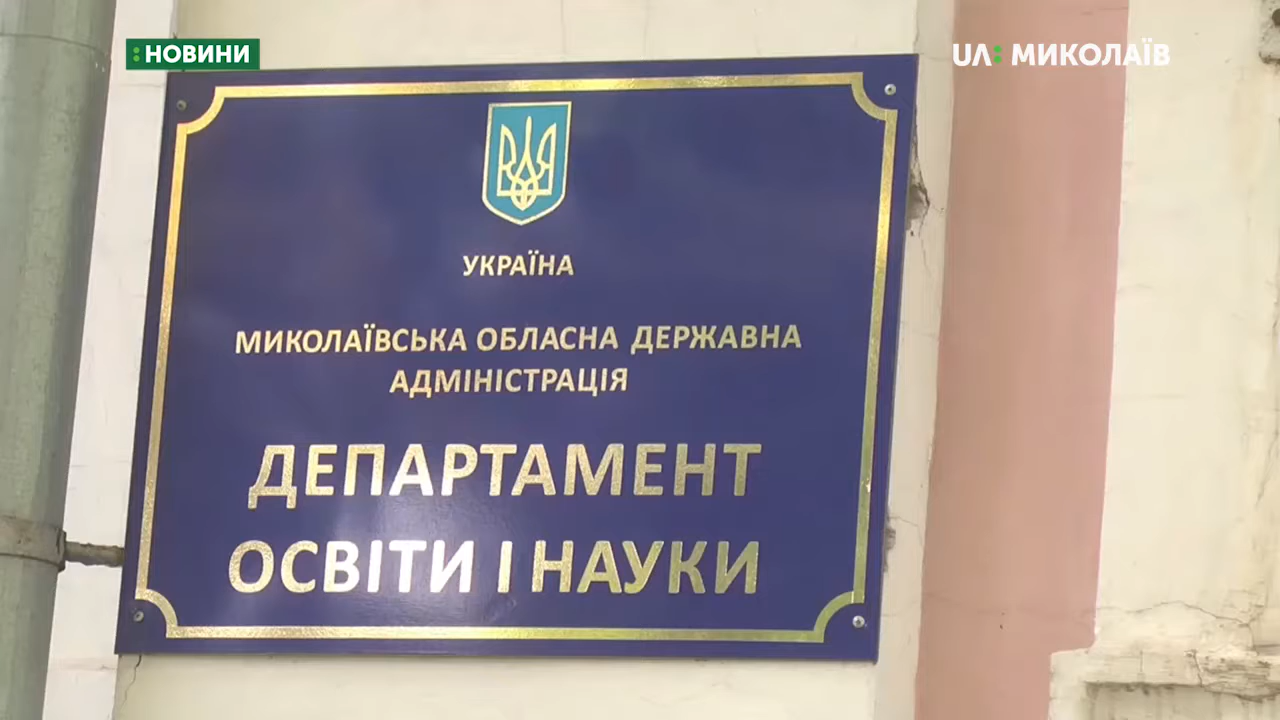 :НОВИНИ
UA: МИКОЛАЇВ
УКРАЇНА
МИКОЛАЇВСЬКА ОБЛАСНА ДЕРЖАВНА
АДМІНІСТРАЦІЯ
ДЕПАРТАМЕНТ
ОСВІТИ І НАУКИ